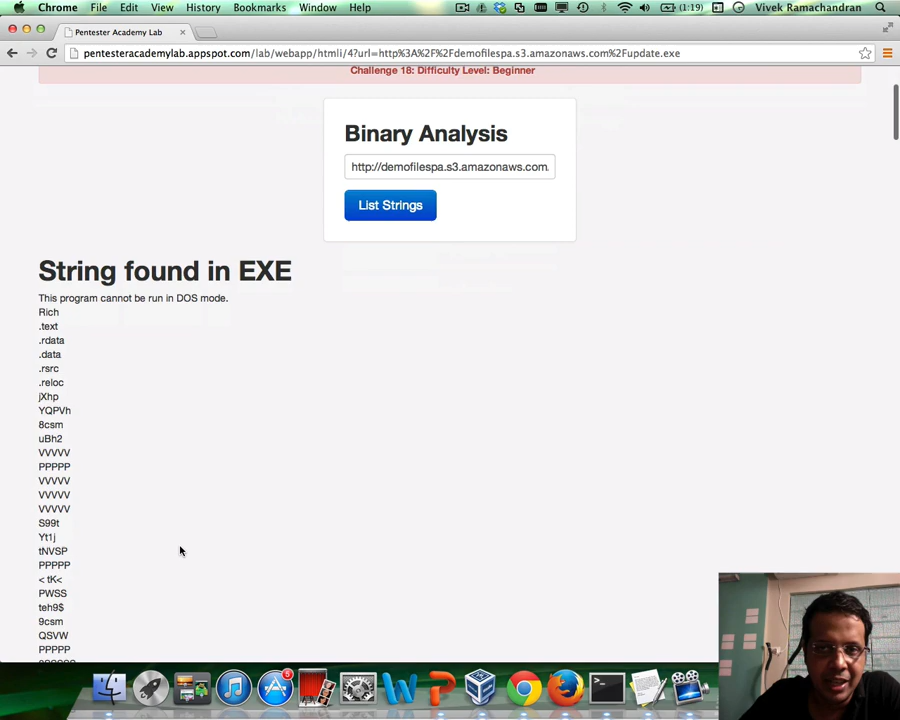 Chrome File Edit View History Bookmarks Window Help (1:19) Vivek Ramachandran
Pentester Academy Lab
pentesteracademylab.appspot.com/lab/webapp/htmli/4?url=http%3A%2F%2Fdemofilespa.s3.amazonaws.com%2Fupdate.exe
Challenge 18: Difficulty Level: Beginner
Binary Analysis
http://demofilespa.s3.amazonaws.com.
List Strings
String found in EXE
This program cannot be run in DOS mode.
Rich
.text
.rdata
.data
.rsrc
.reloc
jXhp
YQPVh
8csm
uBh2
VVVVV
PPPPP
VVVVV
VVVVV
VVVVV
S99t
Yt1j
tNVSP
PPPPP
< tK<
PWSS
teh9$
9csm
QSVW
PPPPP
5